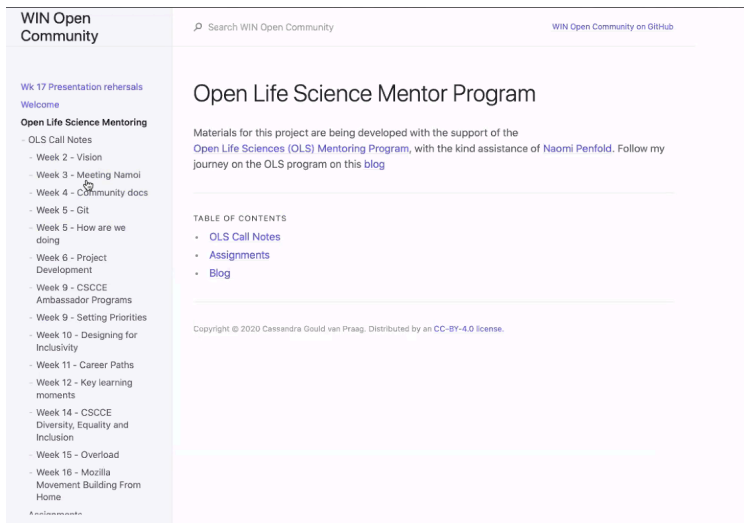 WIN Open
Community
Search WIN Open Community
WIN Open Community on GitHub
Wk 17 Presentation rehersals
Welcome
Open Life Science Mentoring
- OLS Call Notes
- Week 2 - Vision
- Week 3 - Meeting Namoi
- Week 4 - Community docs
- Week 5 - Git
- Week 5 - How are we
doing
- Week 6 - Project
Development
- Week 9 - CSCCE
Ambassador Programs
- Week 9 - Setting Priorities
- Week 10 - Designing for
Inclusivity
- Week 11 - Career Paths
- Week 12 - Key learning
moments
- Week 14 - CSCCE
Diversity, Equality and
Inclusion
- Week 15 - Overload
- Week 16 - Mozilla
Movement Building From
Home
Assignments
Open Life Science Mentor Program
Materials for this project are being developed with the support of the
Open Life Sciences (OLS) Mentoring Program, with the kind assistance of Naomi Penfold. Follow my
journey on the OLS program on this blog
TABLE OF CONTENTS
• OLS Call Notes
• Assignments
• Blog
Copyright © 2020 Cassandra Gould van Praag. Distributed by an CC-BY-4.0 license.